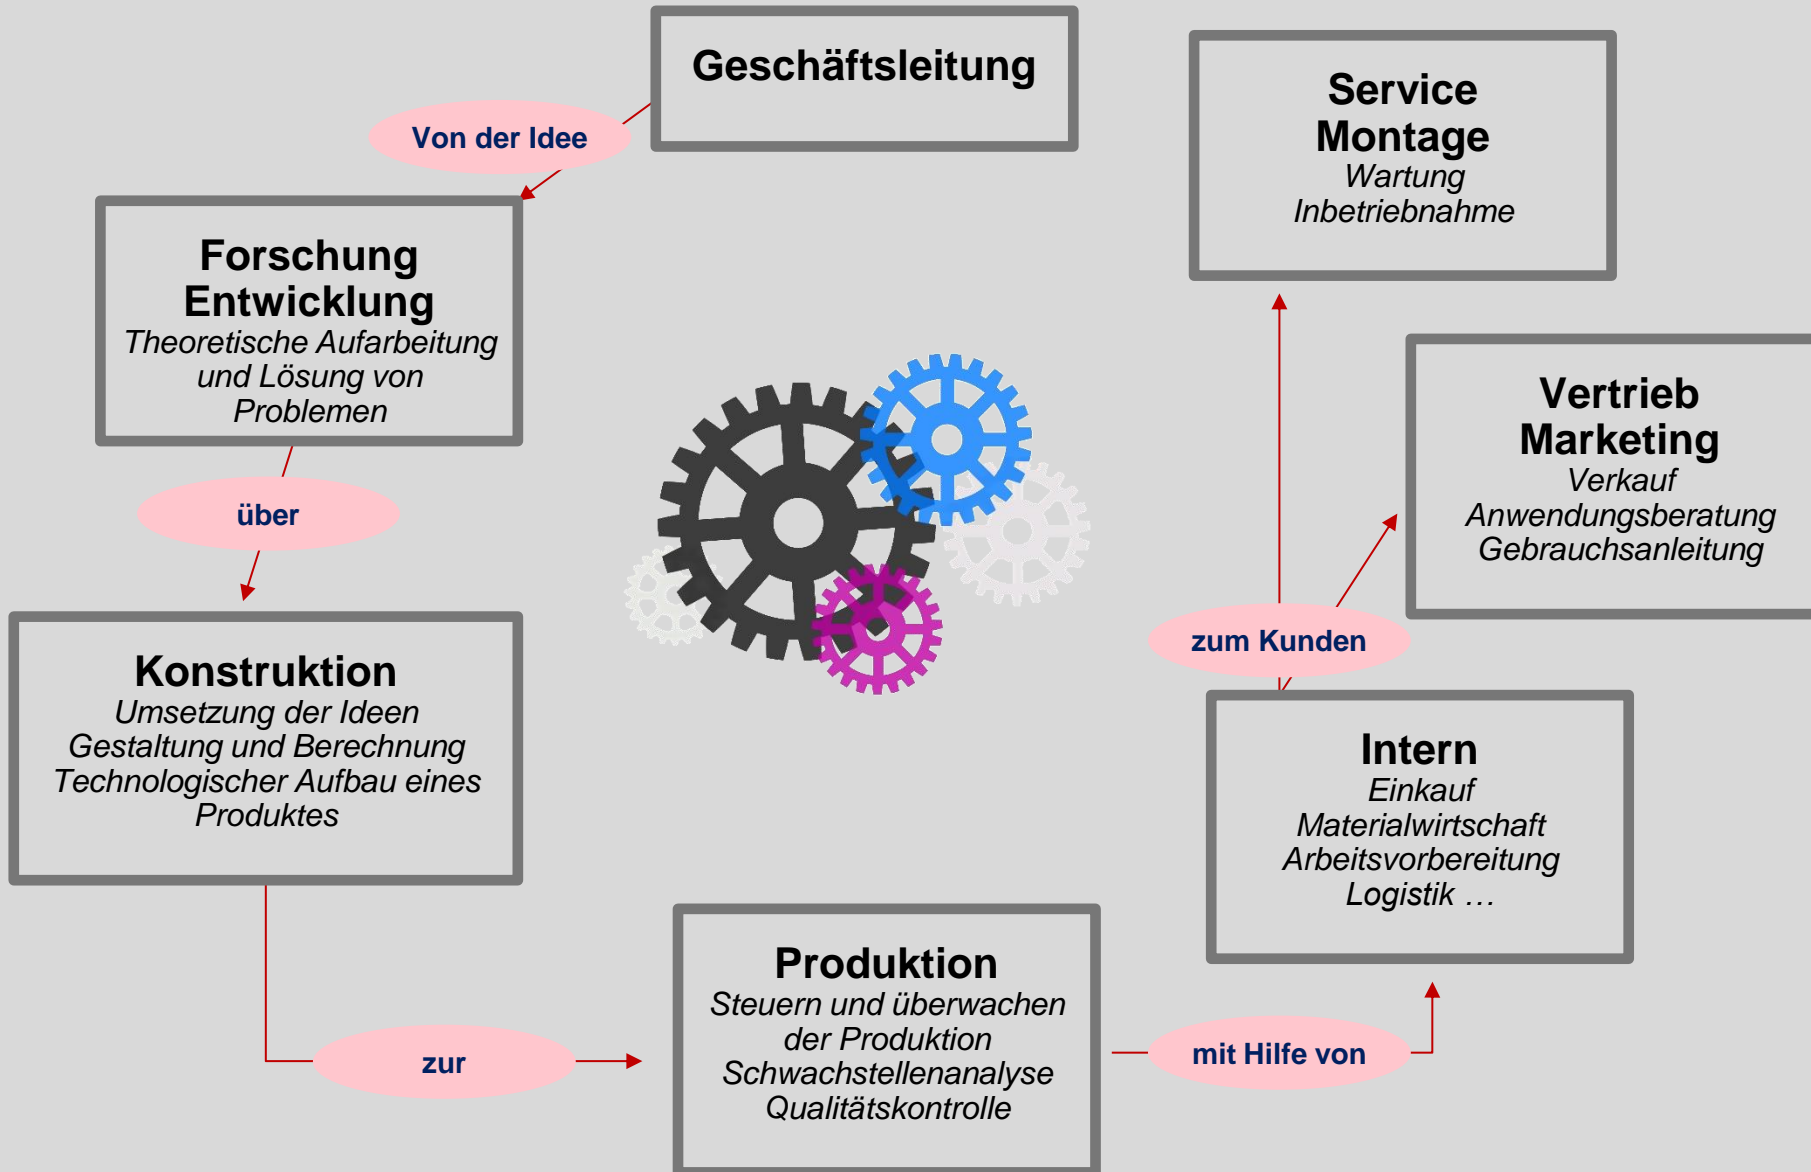 Geschäftsleitung
Von der Idee
Forschung
Entwicklung
Theoretische Aufarbeitung
und Lösung von
Problemen
über
Konstruktion
Umsetzung der Ideen
Gestaltung und Berechnung
Technologischer Aufbau eines
Produktes
zur
Produktion
Steuern und überwachen
der Produktion
Schwachstellenanalyse
Qualitätskontrolle
mit Hilfe von
Intern
Einkauf
Materialwirtschaft
Arbeitsvorbereitung
Logistik …
zum Kunden
Vertrieb
Marketing
Verkauf
Anwendungsberatung
Gebrauchsanleitung
Service
Montage
Wartung
Inbetriebnahme